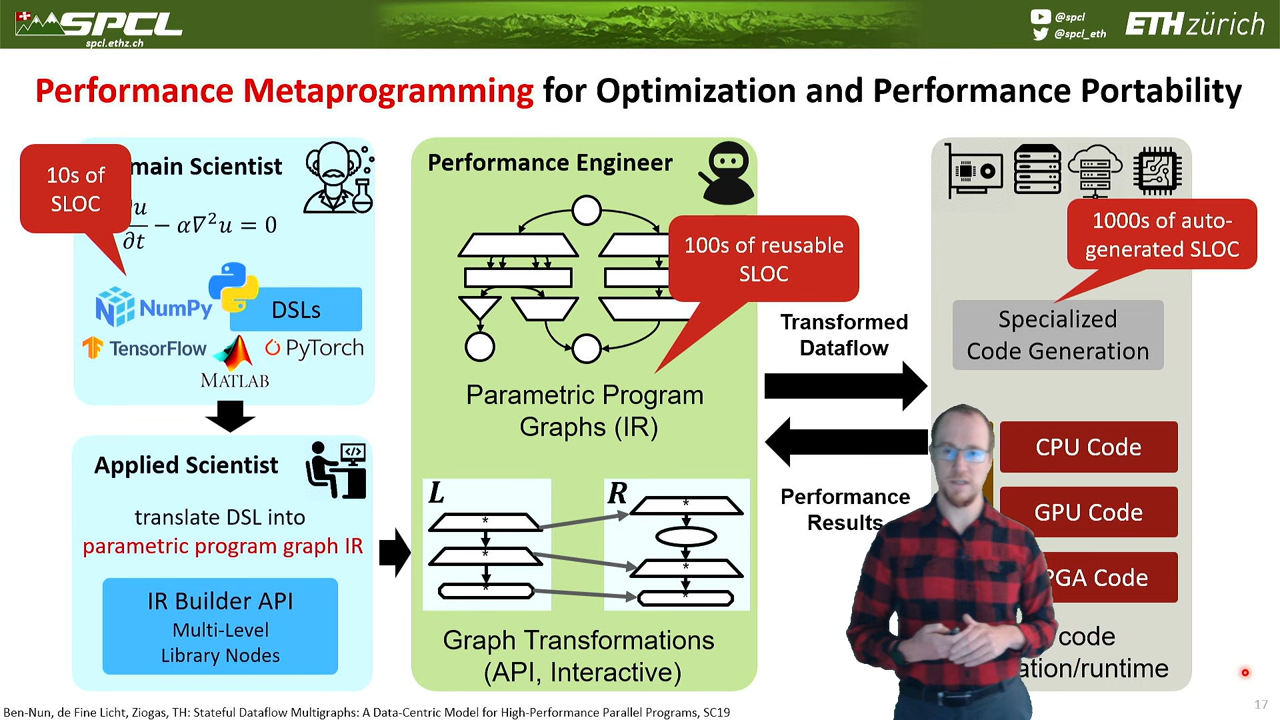 SPCL
spcl.ethz.ch
@spcl
@spcl_eth
ETH zürich
Performance Metaprogramming for Optimization and Performance Portability
10s of
SLOC
main Scientist
∂t − α∇²u = 0
NumPy
DSLs
TensorFlow
PyTorch
MATLAB
Applied Scientist
translate DSL into
parametric program graph IR
IR Builder API
Multi-Level
Library Nodes
Performance Engineer
100s of reusable
SLOC
Parametric Program
Graphs (IR)
L
R
*
*
*
*
*
*
Graph Transformations
(API, Interactive)
Transformed
Dataflow
Performance
Results
1000s of auto-
generated SLOC
Specialized
Code Generation
CPU Code
GPU Code
PGA Code
code
ation/runtime
Ben-Nun, de Fine Licht, Ziogas, TH: Stateful Dataflow Multigraphs: A Data-Centric Model for High-Performance Parallel Programs, SC19
17